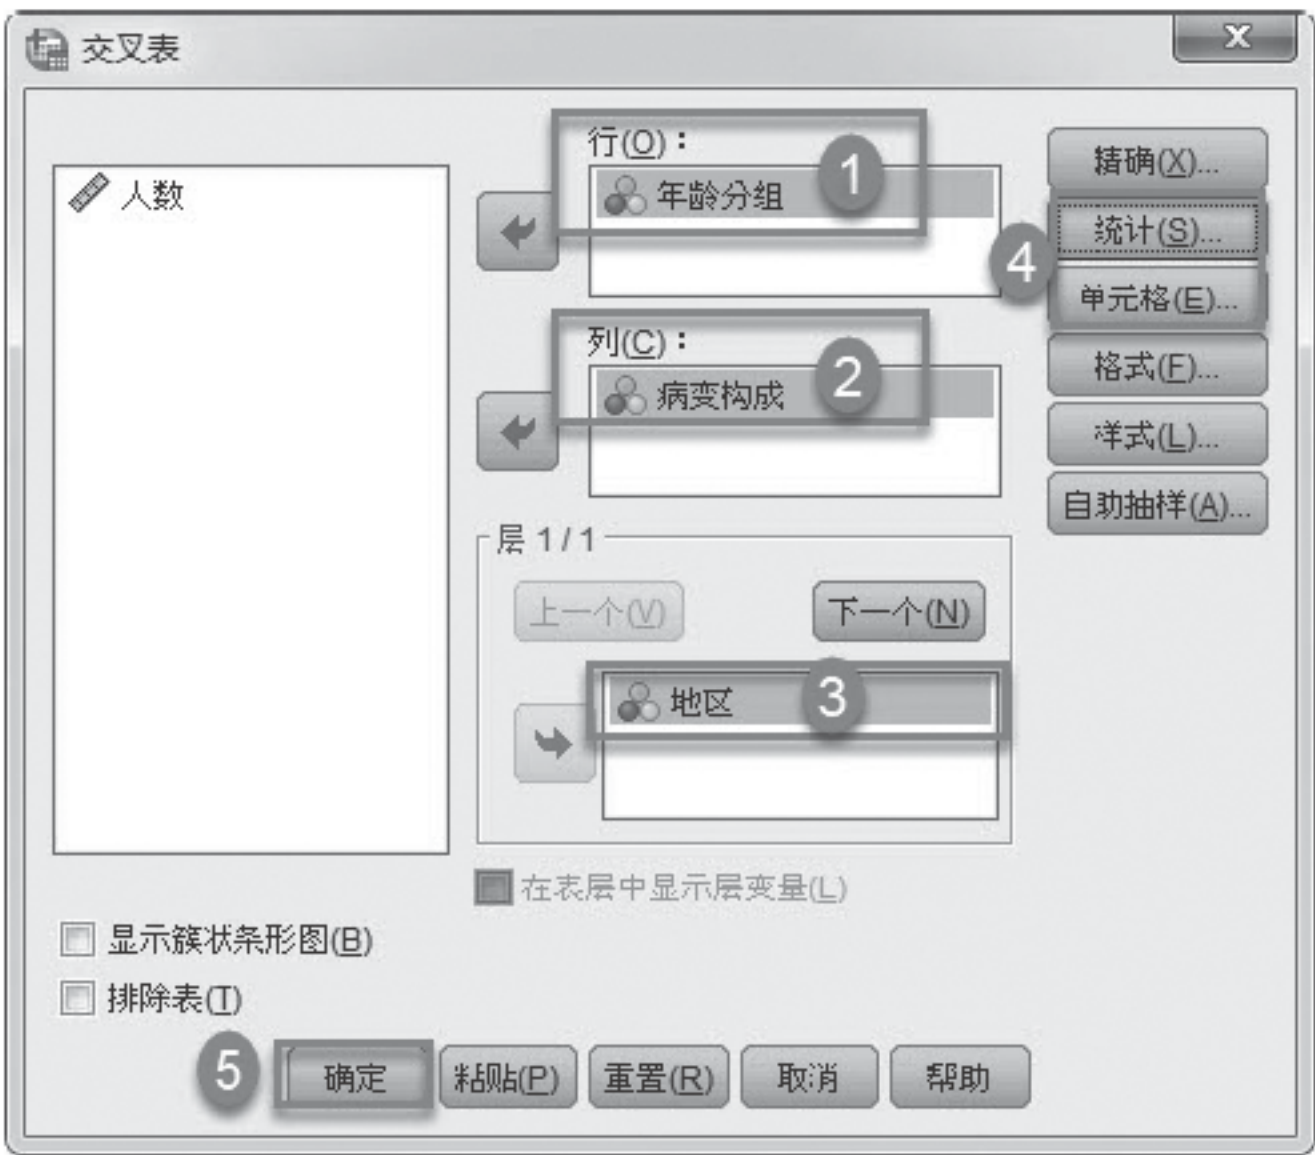 交叉表
X
人数
行(O):
年龄分组
1
列(C):
病变构成
2
层 1/1
上一个(V)
下一个(N)
地区
3
在表层中显示层变量(L)
精确(X)...
统计(S)...
4
单元格(E)...
格式(F)...
样式(L)...
自助抽样(A)...
显示簇状条形图(B)
排除表(T)
5
确定
粘贴(P)
重置(R)
取消
帮助